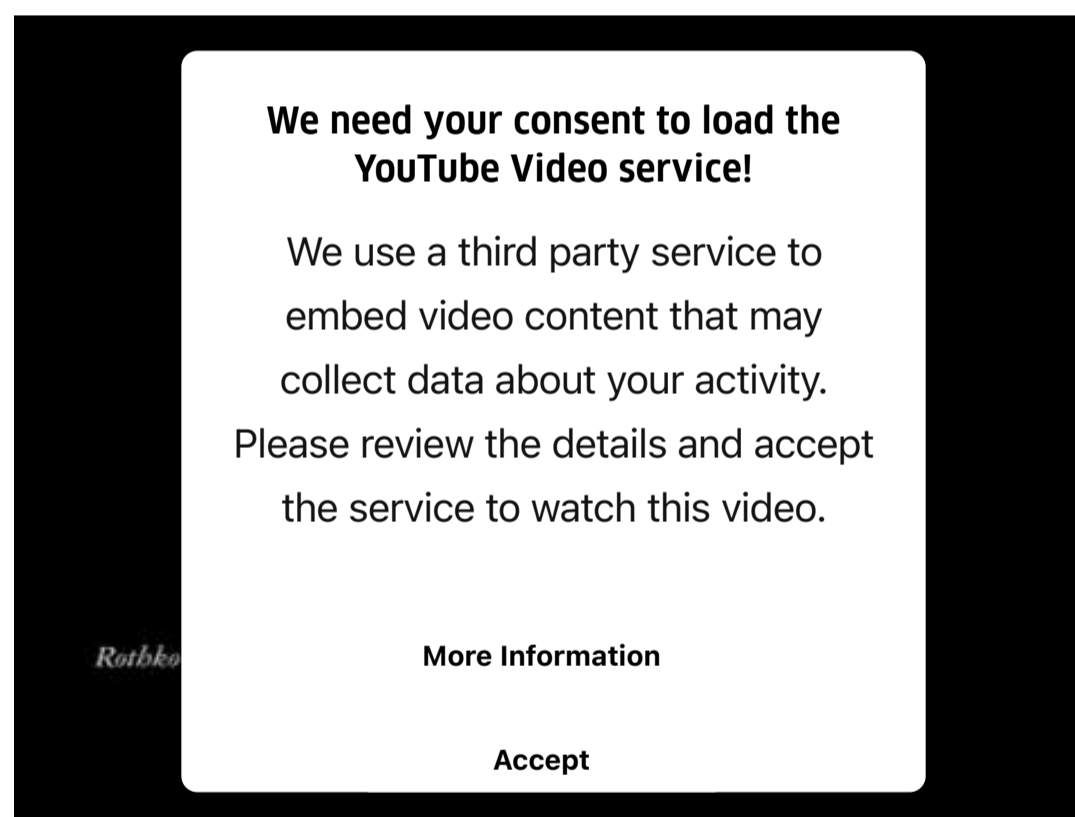 We need your consent to load the
YouTube Video service!
We use a third party service to
embed video content that may
collect data about your activity.
Please review the details and accept
the service to watch this video.
Rothko
More Information
Accept